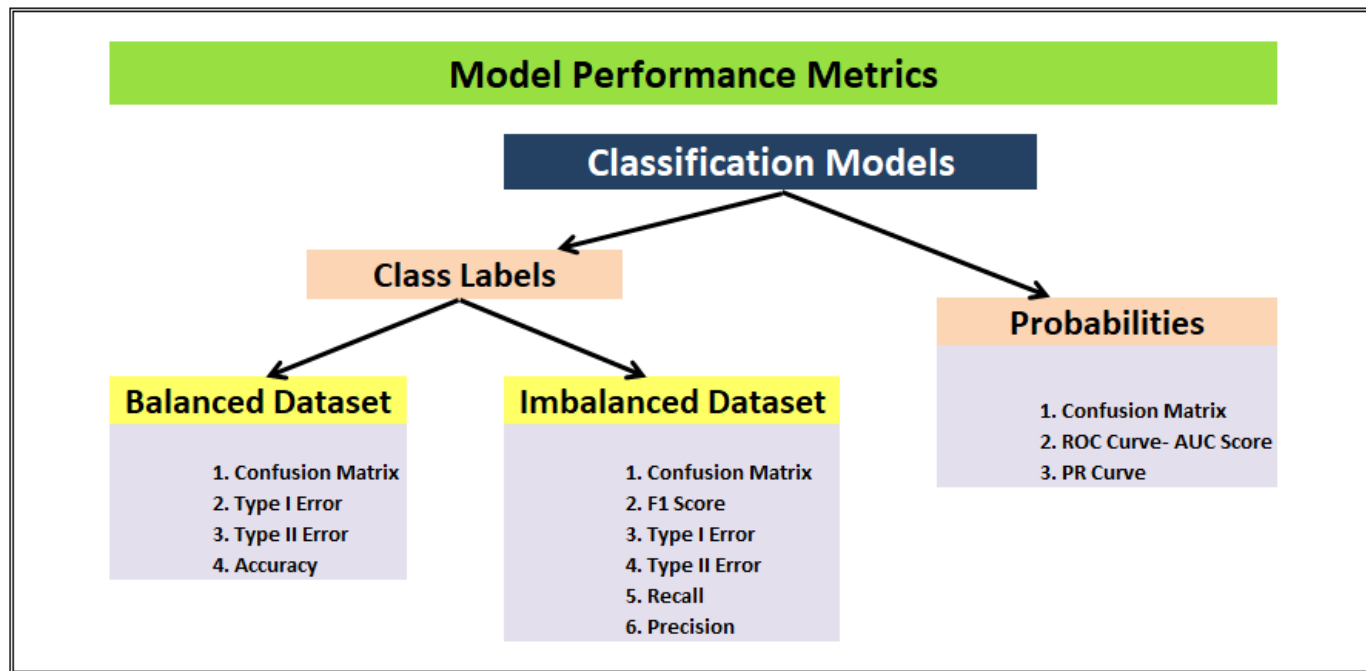 Model Performance Metrics
Classification Models
Class Labels
Probabilities
1. Confusion Matrix
2. ROC Curve- AUC Score
3. PR Curve
Balanced Dataset
1. Confusion Matrix
2. Type I Error
3. Type II Error
4. Accuracy
Imbalanced Dataset
1. Confusion Matrix
2. F1 Score
3. Type I Error
4. Type II Error
5. Recall
6. Precision